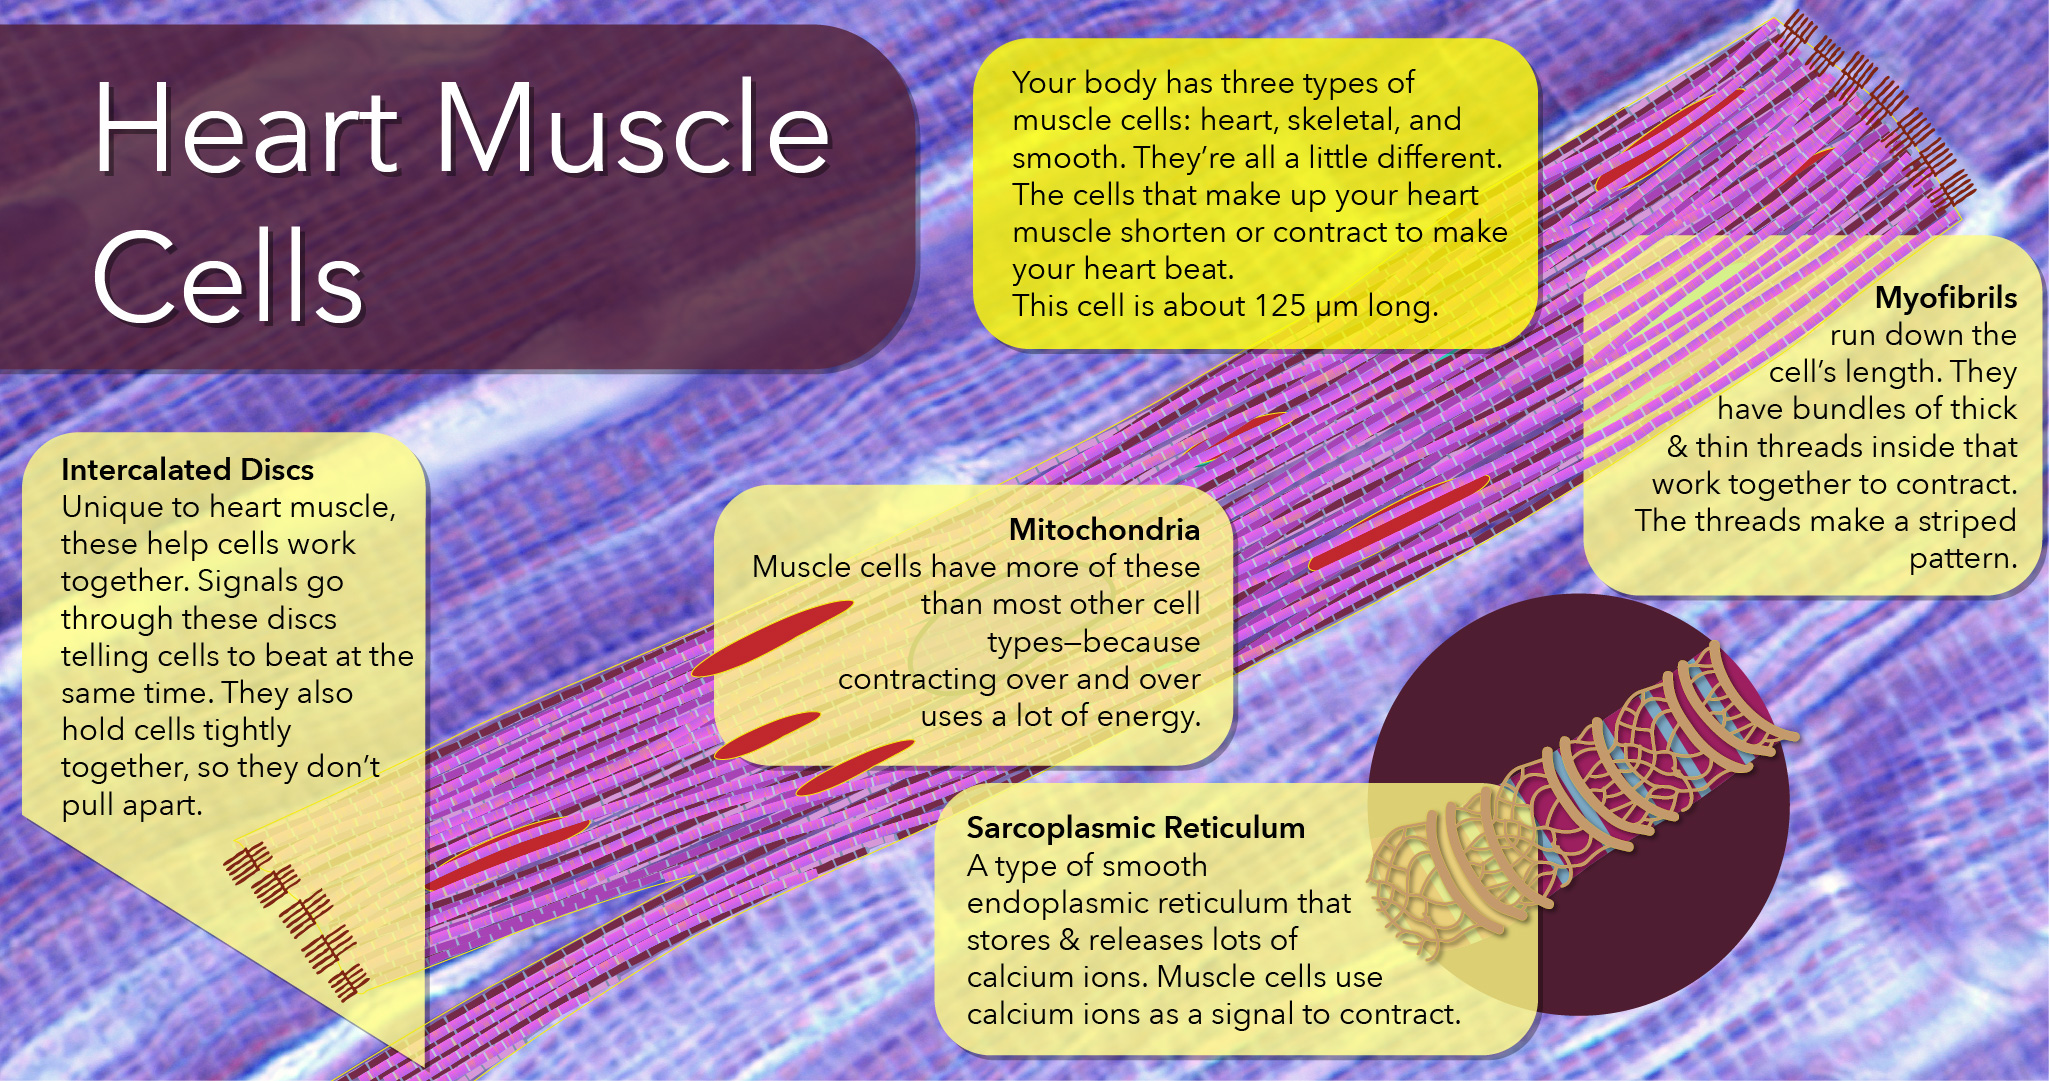 Heart Muscle
Cells
Your body has three types of
muscle cells: heart, skeletal, and
smooth. They’re all a little different.
The cells that make up your heart
muscle shorten or contract to make
your heart beat.
This cell is about 125 µm long.
Myofibrils
run down the
cell’s length. They
have bundles of thick
& thin threads inside that
work together to contract.
The threads make a striped
pattern.
Intercalated Discs
Unique to heart muscle,
these help cells work
together. Signals go
through these discs
telling cells to beat at the
same time. They also
hold cells tightly
together, so they don’t
pull apart.
Mitochondria
Muscle cells have more of these
than most other cell
types—because
contracting over and over
uses a lot of energy.
Sarcoplasmic Reticulum
A type of smooth
endoplasmic reticulum that
stores & releases lots of
calcium ions. Muscle cells use
calcium ions as a signal to contract.